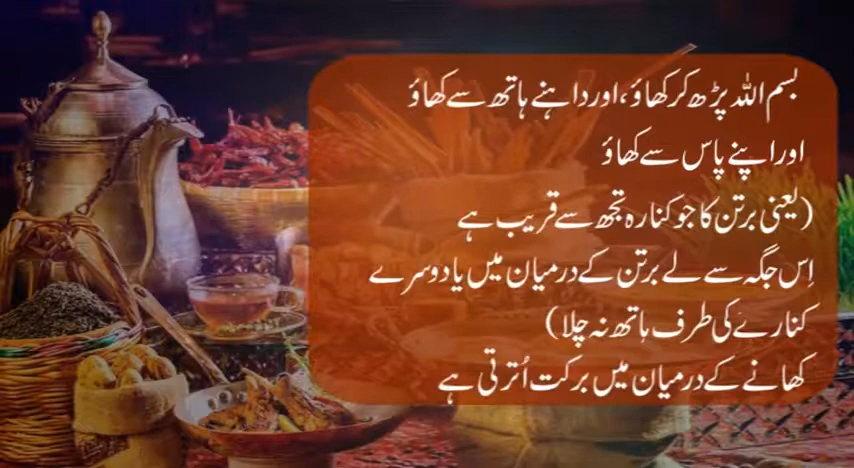 بسم اللہ پڑھ کر کھاؤ، اور داہنے ہاتھ سے کھاؤ
اور اپنے پاس سے کھاؤ
(یعنی برتن کا جو کنارہ تجھ سے قریب ہے
اِس جگہ سے لے برتن کے درمیان میں یا دوسرے
کنارے کی طرف ہاتھ نہ چلا)
کھانے کے درمیان میں برکت اُترتی ہے